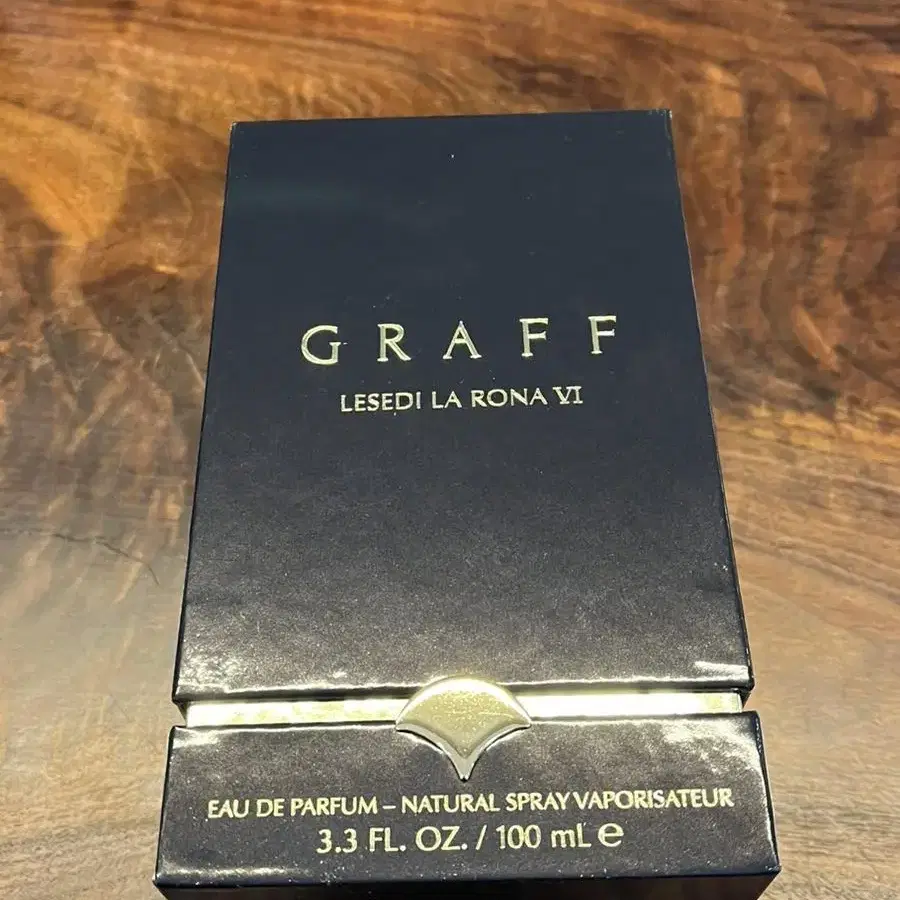 GRAFF
LESEDI LA RONA VI
EAU DE PARFUM – NATURAL SPRAY VAPORISATEUR
3.3 FL. OZ. / 100 mL ℮